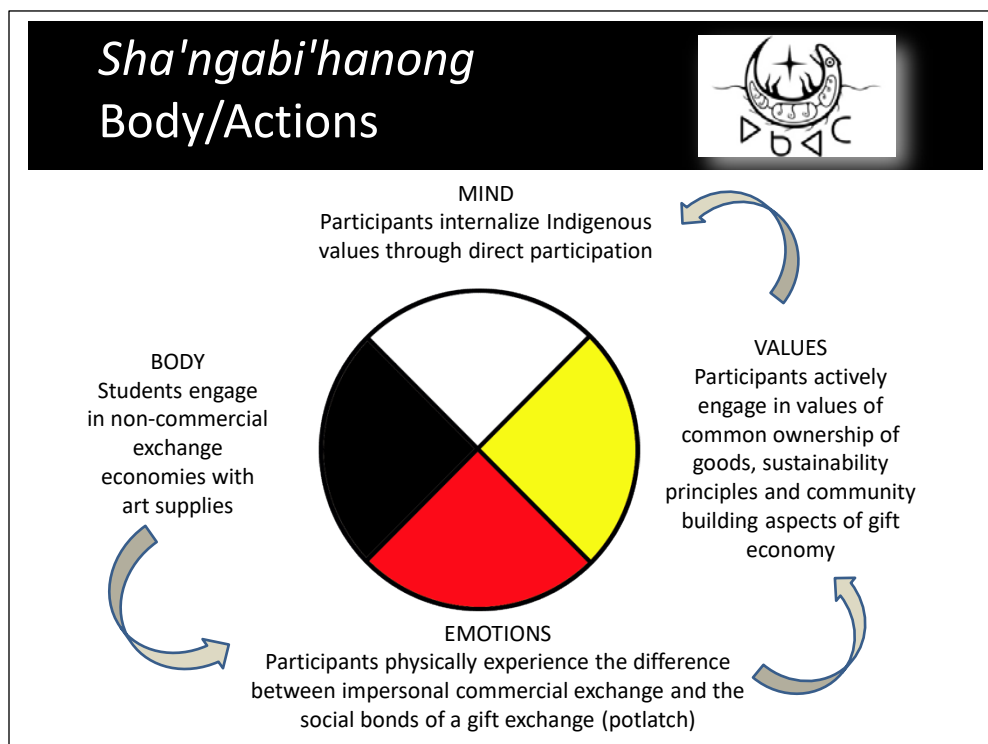 Sha'ngabi'hanong
Body/Actions
ᐅ ᑲ ᐊ ᑕ
MIND
Participants internalize Indigenous
values through direct participation
BODY
Students engage
in non-commercial
exchange
economies with
art supplies
VALUES
Participants actively
engage in values of
common ownership of
goods, sustainability
principles and community
building aspects of gift
economy
EMOTIONS
Participants physically experience the difference
between impersonal commercial exchange and the
social bonds of a gift exchange (potlatch)